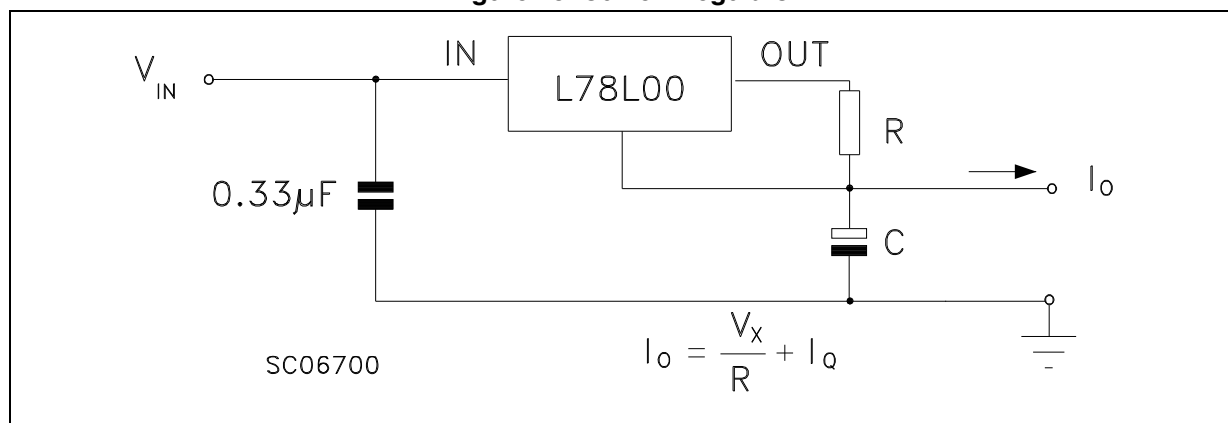 IN
OUT
V_IN
L78L00
R
0.33µF
I_O
C
I_O = V_X / R + I_Q
SC06700